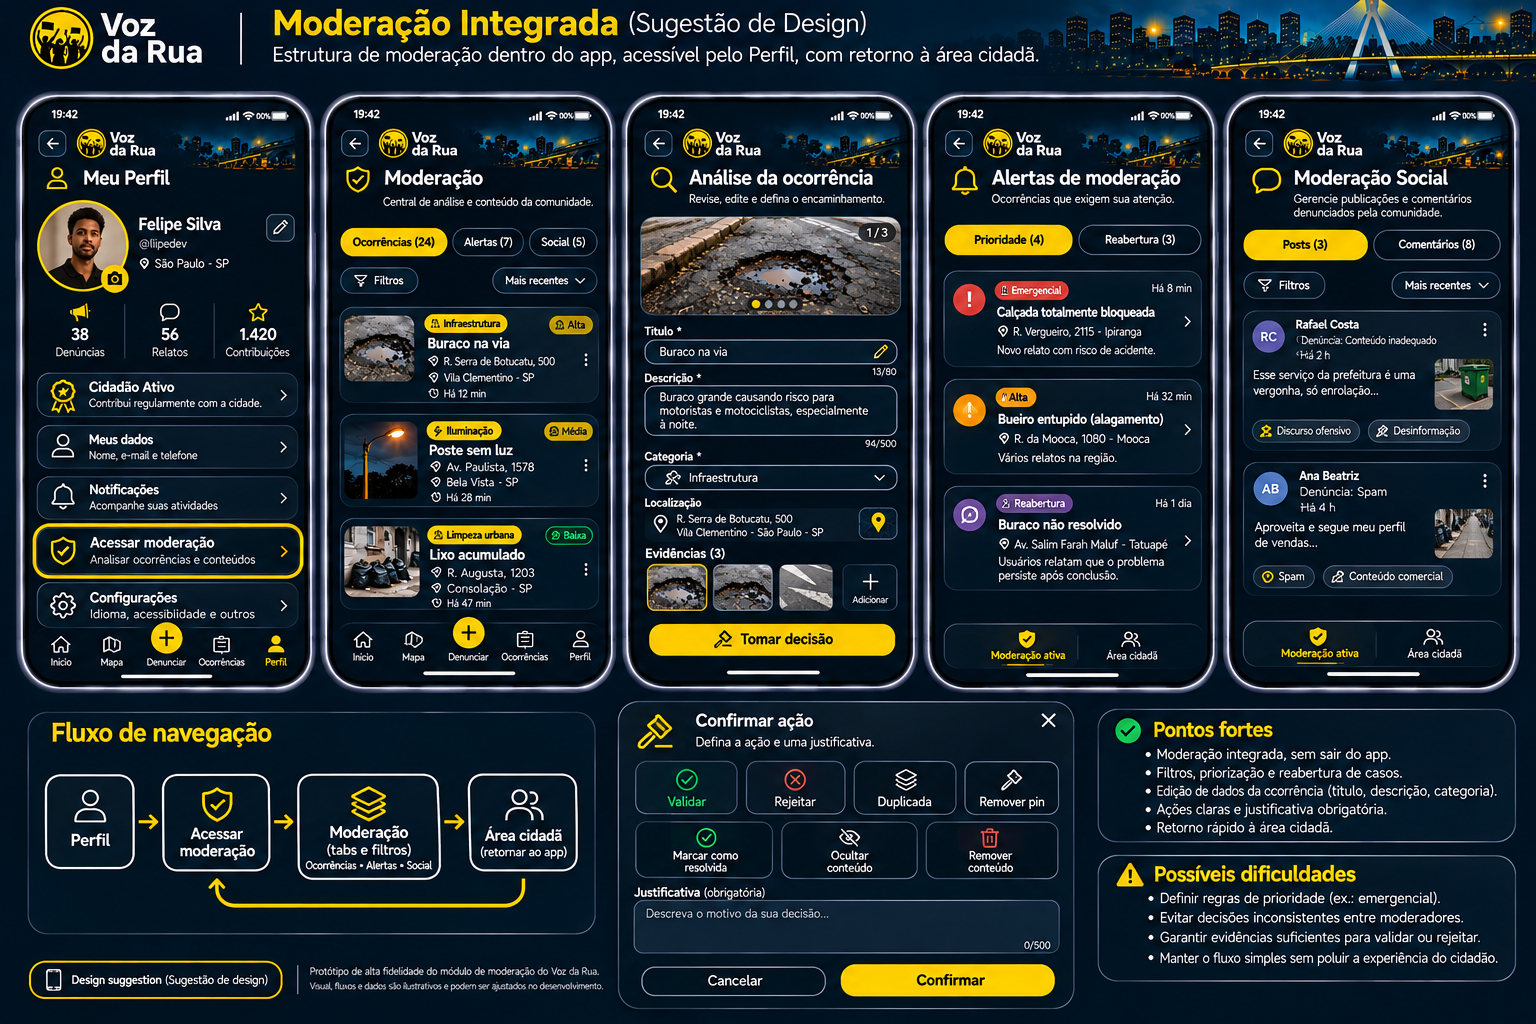 Voz
da Rua
Moderação Integrada (Sugestão de Design)
Estrutura de moderação dentro do app, acessível pelo Perfil, com retorno à área cidadã.
19:42
00%
Voz
da Rua
Meu Perfil
Felipe Silva
@flipedev
São Paulo - SP
38
Denúncias
56
Relatos
1.420
Contribuições
Cidadão Ativo
Contribui regularmente com a cidade.
Meus dados
Nome, e-mail e telefone
Notificações
Acompanhe suas atividades
Acessar moderação
Analisar ocorrências e conteúdos
Configurações
Idioma, acessiblidade e outros
Início
Mapa
Denunciar
Ocorrências
Perfil
19:42
00%
Voz
da Rua
Moderação
Central de análise e conteúdo da comunidade.
Ocorrências (24)
Alertas (7)
Social (5)
Filtros
Mais recentes
Infraestrutura
Alta
Buraco na via
R. Serra de Botucatu, 500
Vila Clementino - SP
Há 12 min
Iluminação
Média
Poste sem luz
Av. Paulista, 1578
Bela Vista - SP
Há 28 min
Limpeza urbana
Baixa
Lixo acumulado
R. Augusta, 1203
Consolação - SP
Há 47 min
Início
Mapa
Denunciar
Ocorrências
Perfil
19:42
00%
Voz
da Rua
Análise da ocorrência
Revise, edite e defina o encaminhamento.
1/3
Título *
Buraco na via
13/80
Descrição *
Buraco grande causando risco para
motoristas e motociclistas, especialmente
à noite.
94/500
Categoria *
Infraestrutura
Localização
R. Serra de Botucatu, 500
Vila Clementino - São Paulo - SP
Evidências (3)
Adicionar
Tomar decisão
19:42
00%
Voz
da Rua
Alertas de moderação
Ocorrências que exigem sua atenção.
Prioridade (4)
Reabertura (3)
Emergencial
Há 8 min
Calçada totalmente bloqueada
R. Vergueiro, 2115 - Ipiranga
Novo relato com risco de acidente.
Alta
Há 32 min
Bueiro entupido (alagamento)
R. da Mooca, 1080 - Mooca
Vários relatos na região.
Reabertura
Há 1 dia
Buraco não resolvido
Av. Salim Farah Maluf - Tatuapé
Usuários relatam que o problema
persiste após conclusão.
Moderação ativa
Área cidadã
19:42
00%
Voz
da Rua
Moderação Social
Gerencie publicações e comentários
denunciados pela comunidade.
Posts (3)
Comentários (8)
Filtros
Mais recentes
RC
Rafael Costa
Denúncia: Conteúdo inadequado
Há 2 h
Esse serviço da prefeitura é uma
vergonha, só enrolação...
Discurso ofensivo
Desinformação
AB
Ana Beatriz
Denúncia: Spam
Há 4 h
Aproveita e segue meu perfil
de vendas...
Spam
Conteúdo comercial
Moderação ativa
Área cidadã
Fluxo de navegação
Perfil
Acessar
moderação
Moderação
(tabs e filtros)
Ocorrências • Alertas • Social
Área cidadã
(retornar ao app)
Design suggestion (Sugestão de design)
Protótipo de alta fidelidade do módulo de moderação do Voz da Rua.
Visual, fluxos e dados são ilustrativos e podem ser ajustados no desenvolvimento.
Confirmar ação
Defina a ação e uma justificativa.
Validar
Rejeitar
Duplicada
Remover pin
Marcar como
resolvida
Ocultar
conteúdo
Remover
conteúdo
Justificativa (obrigatória)
Descreva o motivo da sua decisão...
0/500
Cancelar
Confirmar
Pontos fortes
• Moderação integrada, sem sair do app.
• Filtros, priorização e reabertura de casos.
• Edição de dados da ocorrência (título, descrição, categoria).
• Ações claras e justificativa obrigatória.
• Retorno rápido à área cidadã.
Possíveis dificuldades
• Definir regras de prioridade (ex.: emergencial).
• Evitar decisões inconsistentes entre moderadores.
• Garantir evidências suficientes para validar ou rejeitar.
• Manter o fluxo simples sem poluir a experiência do cidadão.